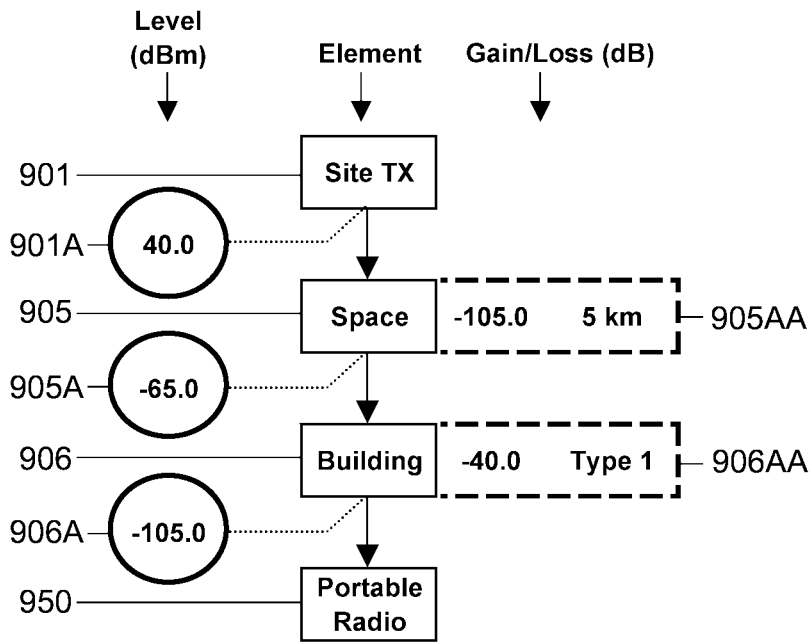 Level
(dBm)
Element
Gain/Loss (dB)
901
Site TX
901A
40.0
905
Space
-105.0 5 km
905AA
905A
-65.0
906
Building
-40.0 Type 1
906AA
906A
-105.0
950
Portable
Radio